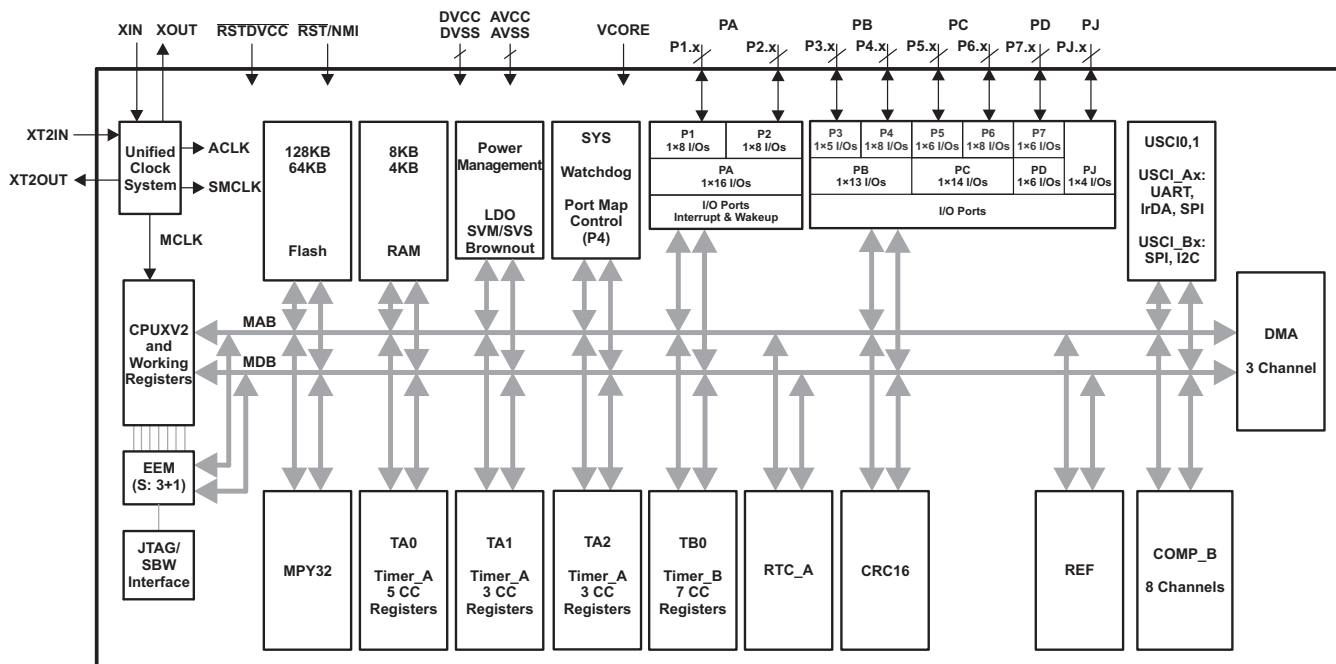 XIN
XOUT
RSTDVCC
RST/NMI
DVCC
DVSS
AVCC
AVSS
VCORE
PA
P1.x
P2.x
PB
P3.x
P4.x
PC
P5.x
P6.x
PD
P7.x
PJ
PJ.x
XT2IN
XT2OUT
Unified
Clock
System
ACLK
SMCLK
MCLK
128KB
64KB
Flash
8KB
4KB
RAM
Power
Management
LDO
SVM/SVS
Brownout
SYS
Watchdog
Port Map
Control
(P4)
P1
1×8 I/Os
P2
1×8 I/Os
PA
1×16 I/Os
I/O Ports
Interrupt & Wakeup
P3
1×5 I/Os
P4
1×8 I/Os
P5
1×6 I/Os
P6
1×8 I/Os
P7
1×6 I/Os
PB
1×13 I/Os
PC
1×14 I/Os
PD
1×6 I/Os
PJ
1×4 I/Os
I/O Ports
USCI0,1
USCI_Ax:
UART,
IrDA, SPI
USCI_Bx:
SPI, I2C
CPUXV2
and
Working
Registers
MAB
MDB
DMA
3 Channel
EEM
(S: 3+1)
JTAG/
SBW
Interface
MPY32
TA0
Timer_A
5 CC
Registers
TA1
Timer_A
3 CC
Registers
TA2
Timer_A
3 CC
Registers
TB0
Timer_B
7 CC
Registers
RTC_A
CRC16
REF
COMP_B
8 Channels